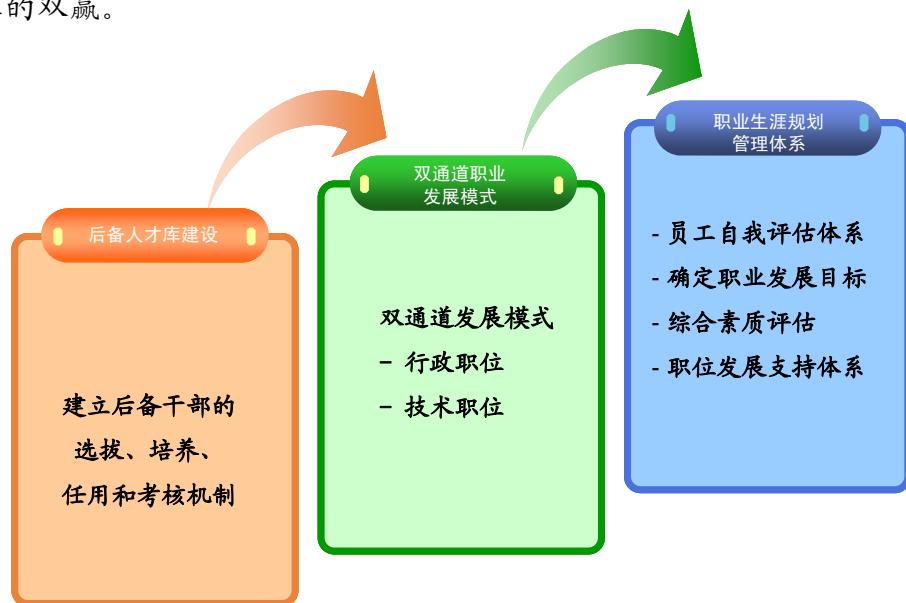 的双赢。
后备人才库建设
建立后备干部的
选拔、培养、
任用和考核机制
双通道职业
发展模式
双通道发展模式
– 行政职位
– 技术职位
职业生涯规划
管理体系
- 员工自我评估体系
- 确定职业发展目标
- 综合素质评估
- 职位发展支持体系